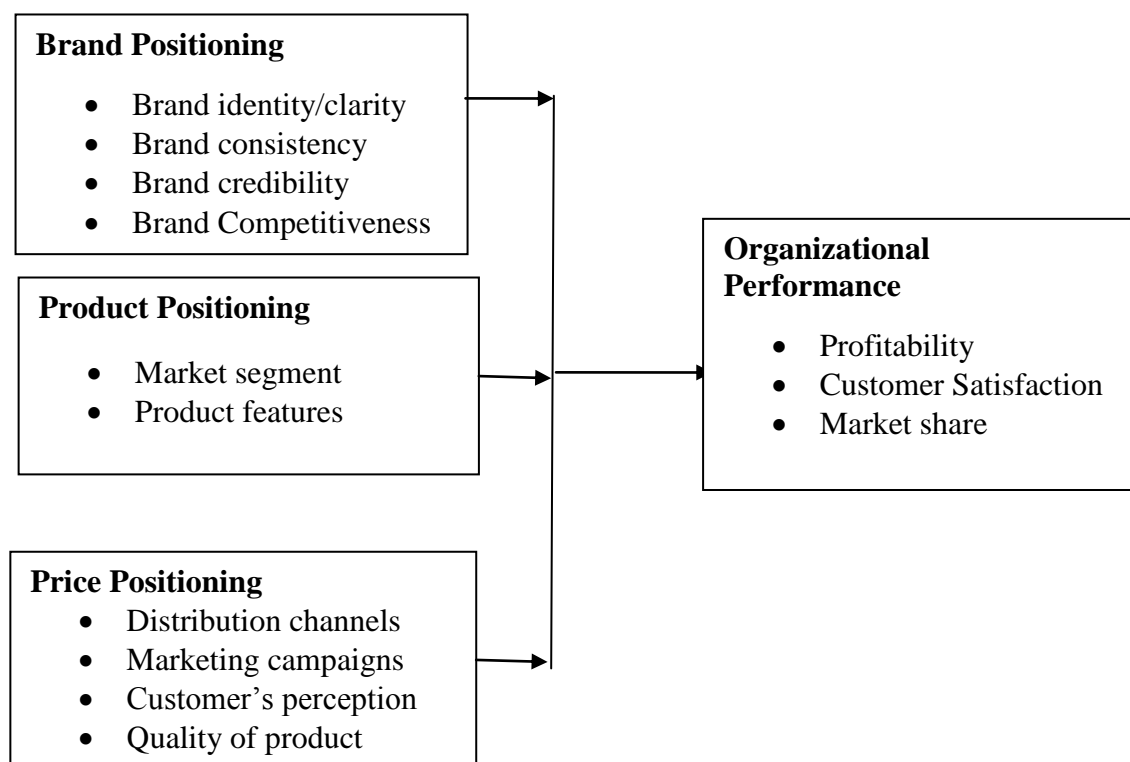 Brand Positioning
• Brand identity/clarity
• Brand consistency
• Brand credibility
• Brand Competitiveness
Product Positioning
• Market segment
• Product features
Price Positioning
• Distribution channels
• Marketing campaigns
• Customer’s perception
• Quality of product
Organizational
Performance
• Profitability
• Customer Satisfaction
• Market share